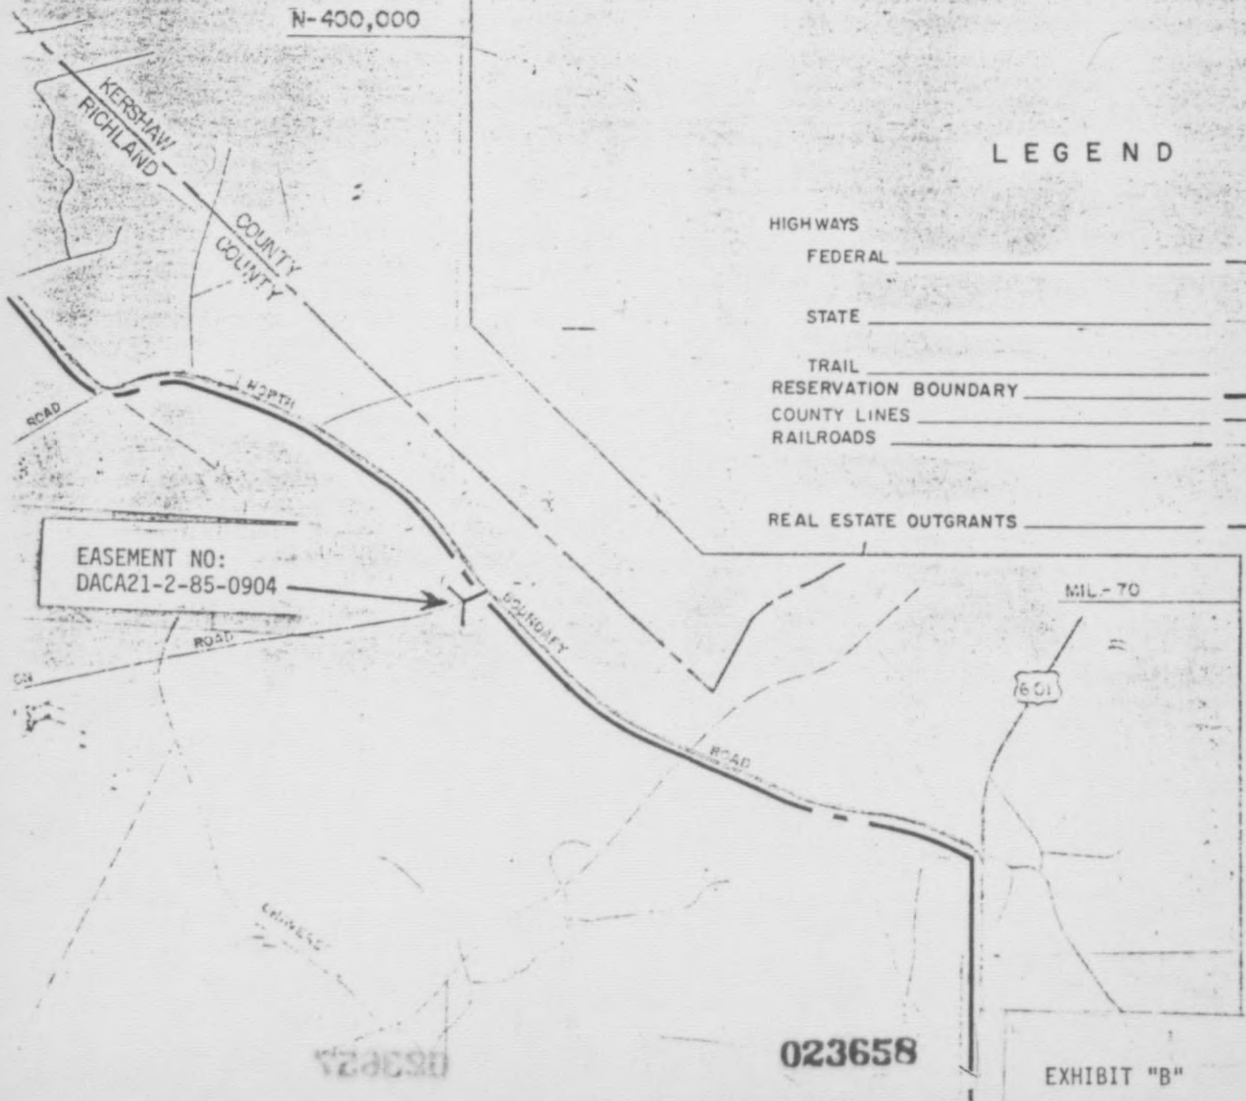 N-400,000
KERSHAW COUNTY
RICHLAND COUNTY
LEGEND
HIGHWAYS
FEDERAL
STATE
TRAIL
RESERVATION BOUNDARY
COUNTY LINES
RAILROADS
REAL ESTATE OUTGRANTS
ROAD
NORTH
EASEMENT NO:
DACA21-2-85-0904
BOUNDARY
ROAD
MIL.-70
601
ROAD
023657
023658
EXHIBIT "B"